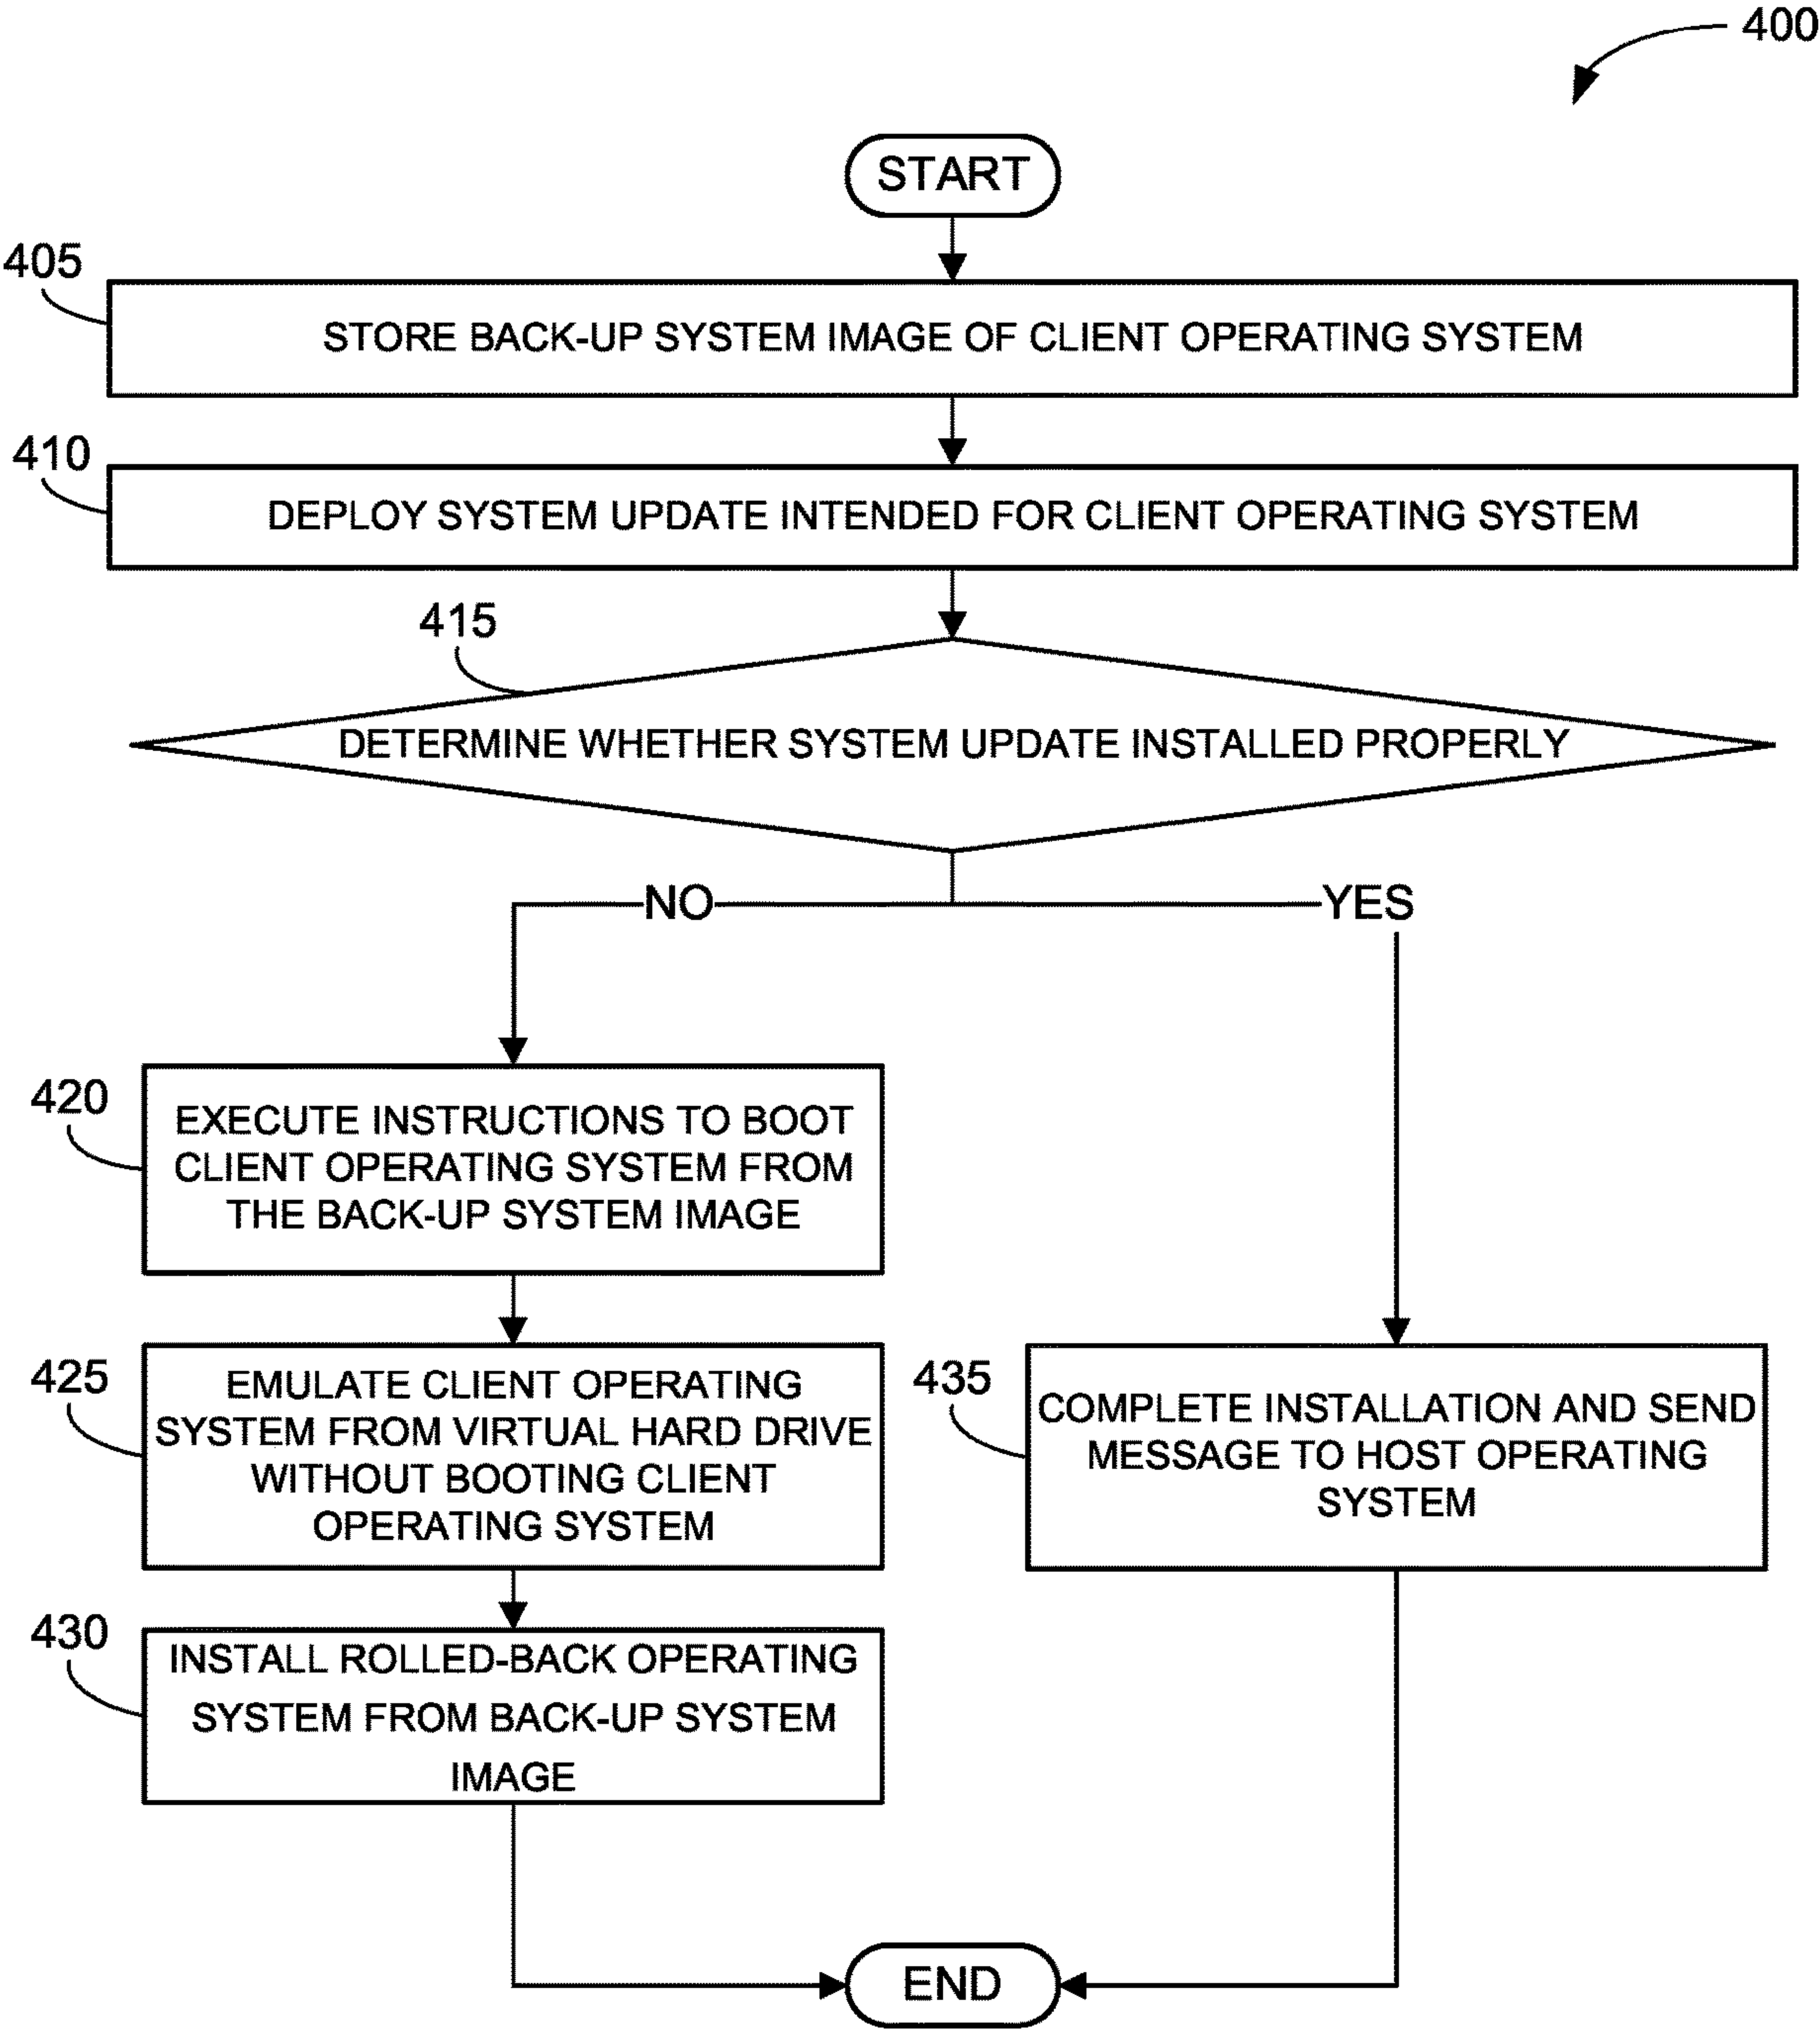 400
START
405
STORE BACK-UP SYSTEM IMAGE OF CLIENT OPERATING SYSTEM
410
DEPLOY SYSTEM UPDATE INTENDED FOR CLIENT OPERATING SYSTEM
415
DETERMINE WHETHER SYSTEM UPDATE INSTALLED PROPERLY
NO
YES
420
EXECUTE INSTRUCTIONS TO BOOT
CLIENT OPERATING SYSTEM FROM
THE BACK-UP SYSTEM IMAGE
425
EMULATE CLIENT OPERATING
SYSTEM FROM VIRTUAL HARD DRIVE
WITHOUT BOOTING CLIENT
OPERATING SYSTEM
435
COMPLETE INSTALLATION AND SEND
MESSAGE TO HOST OPERATING
SYSTEM
430
INSTALL ROLLED-BACK OPERATING
SYSTEM FROM BACK-UP SYSTEM
IMAGE
END